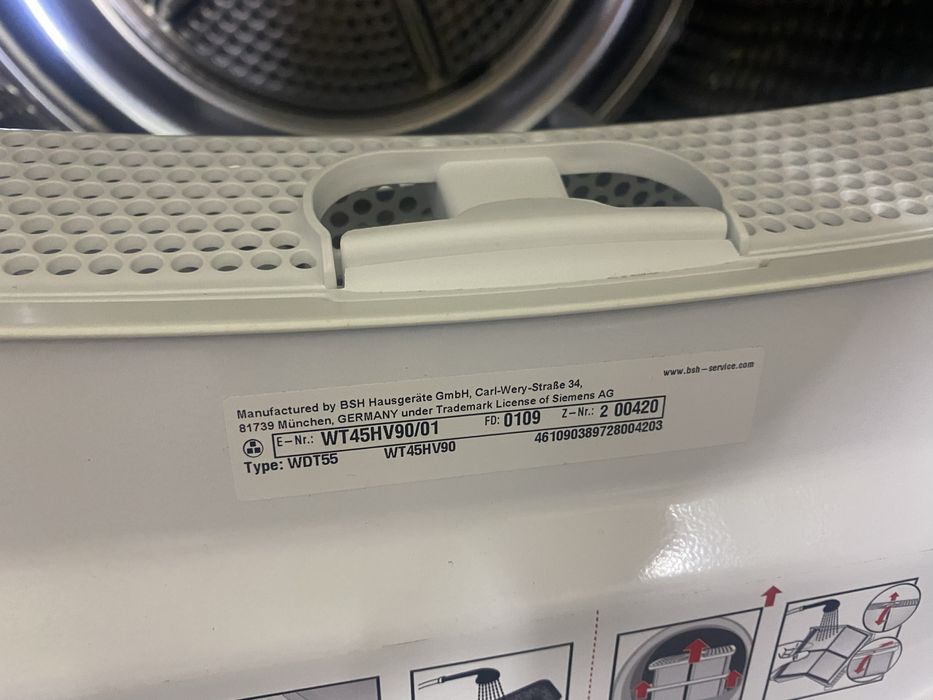 www.bsh-service.com
Manufactured by BSH Hausgeräte GmbH, Carl-Wery-Straße 34,
81739 München, GERMANY under Trademark License of Siemens AG
E-Nr.: WT45HV90/01 FD: 0109 Z-Nr.: 2 00420
Type: WDT55 WT45HV90 461090389728004203